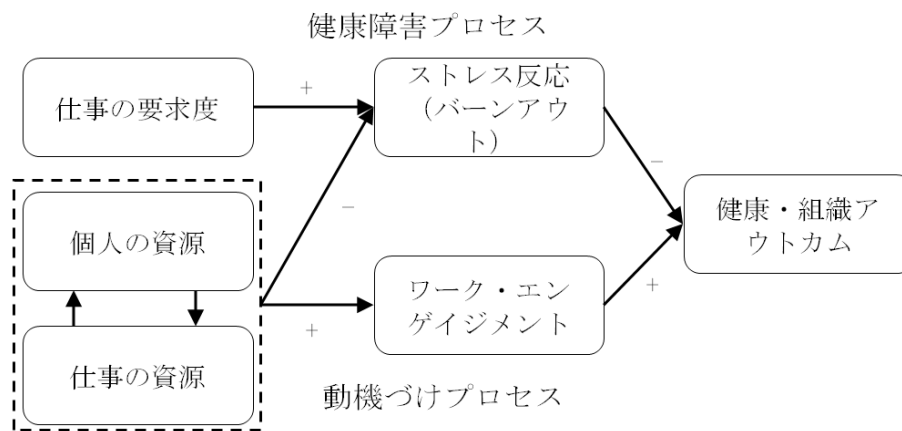 健康障害プロセス
仕事の要求度
+
ストレス反応
（バーンアウ
ト）
−
個人の資源
−
健康・組織ア
ウトカム
ワーク・エン
ゲイジメント
+
+
仕事の資源
動機づけプロセス